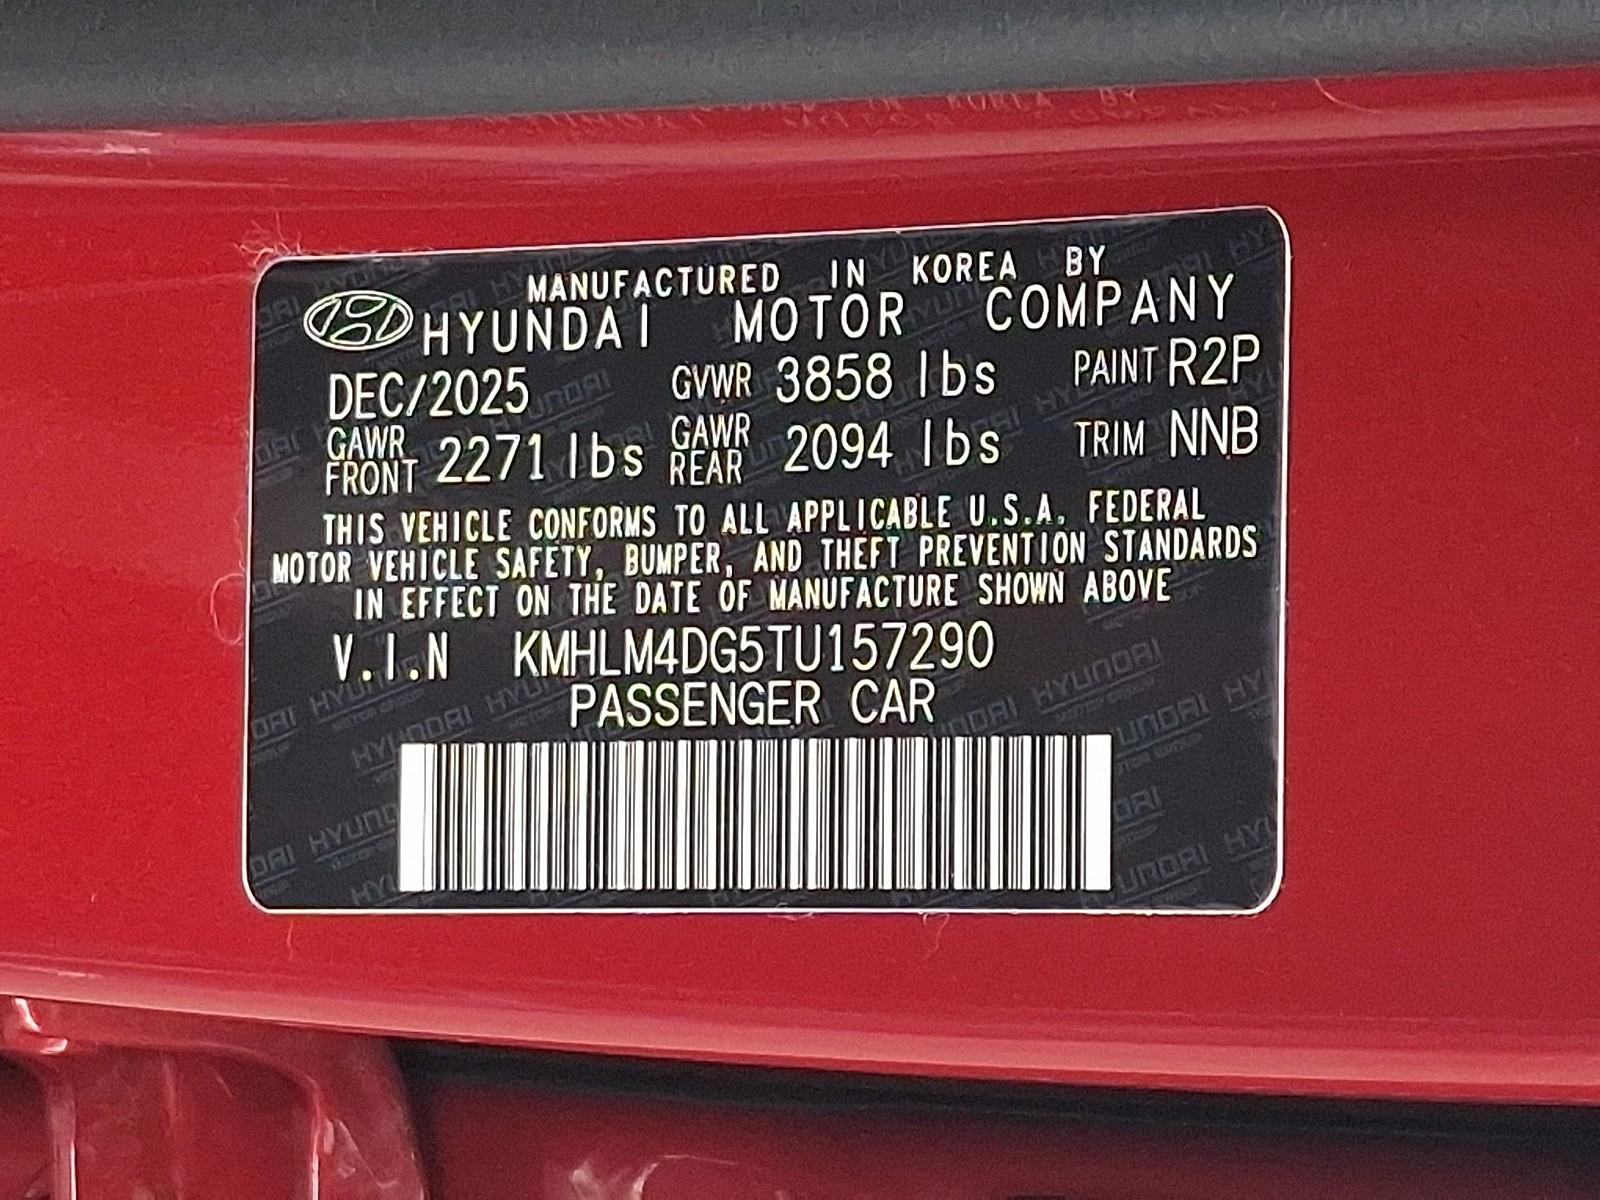 MANUFACTURED IN KOREA BY
HYUNDAI MOTOR COMPANY
DEC/2025 GVWR 3858 lbs PAINT R2P
GAWR FRONT 2271 lbs GAWR REAR 2094 lbs TRIM NNB
THIS VEHICLE CONFORMS TO ALL APPLICABLE U.S.A. FEDERAL
MOTOR VEHICLE SAFETY, BUMPER, AND THEFT PREVENTION STANDARDS
IN EFFECT ON THE DATE OF MANUFACTURE SHOWN ABOVE
V.I.N KMHLM4DG5TU157290
PASSENGER CAR